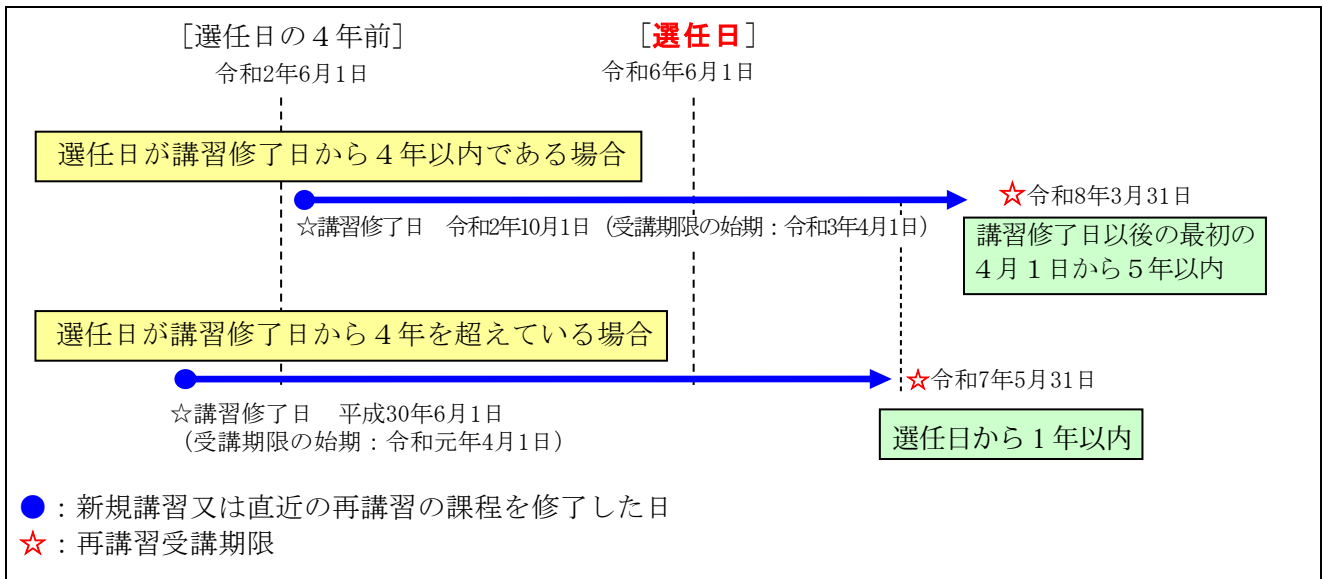 ［選任日の４年前］
［選任日］
令和2年6月1日
令和6年6月1日
選任日が講習修了日から４年以内である場合
☆令和8年3月31日
☆講習修了日　令和2年10月1日（受講期限の始期：令和3年4月1日）
講習修了日以後の最初の
４月１日から５年以内
選任日が講習修了日から４年を超えている場合
☆令和7年5月31日
☆講習修了日　平成30年6月1日
（受講期限の始期：令和元年4月1日）
選任日から１年以内
●：新規講習又は直近の再講習の課程を修了した日
☆：再講習受講期限